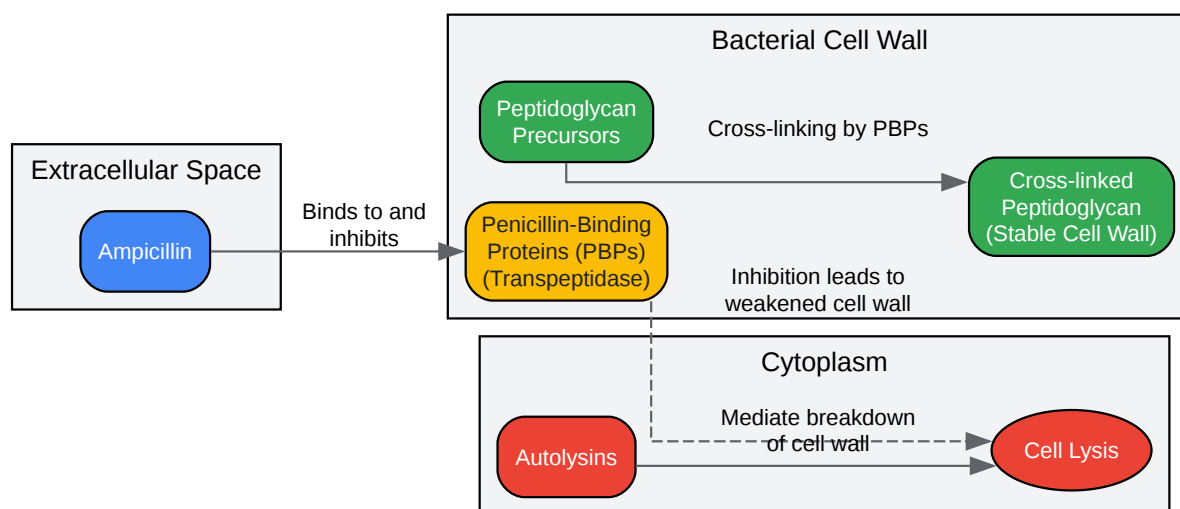 Bacterial Cell Wall
Peptidoglycan
Precursors
Cross-linking by PBPs
Extracellular Space
Cross-linked
Peptidoglycan
(Stable Cell Wall)
Binds to and
inhibits
Ampicillin
Penicillin-Binding
Proteins (PBPs)
(Transpeptidase)
Inhibition leads to
weakened cell wall
Cytoplasm
Mediate breakdown
of cell wall
Autolysins
Cell Lysis